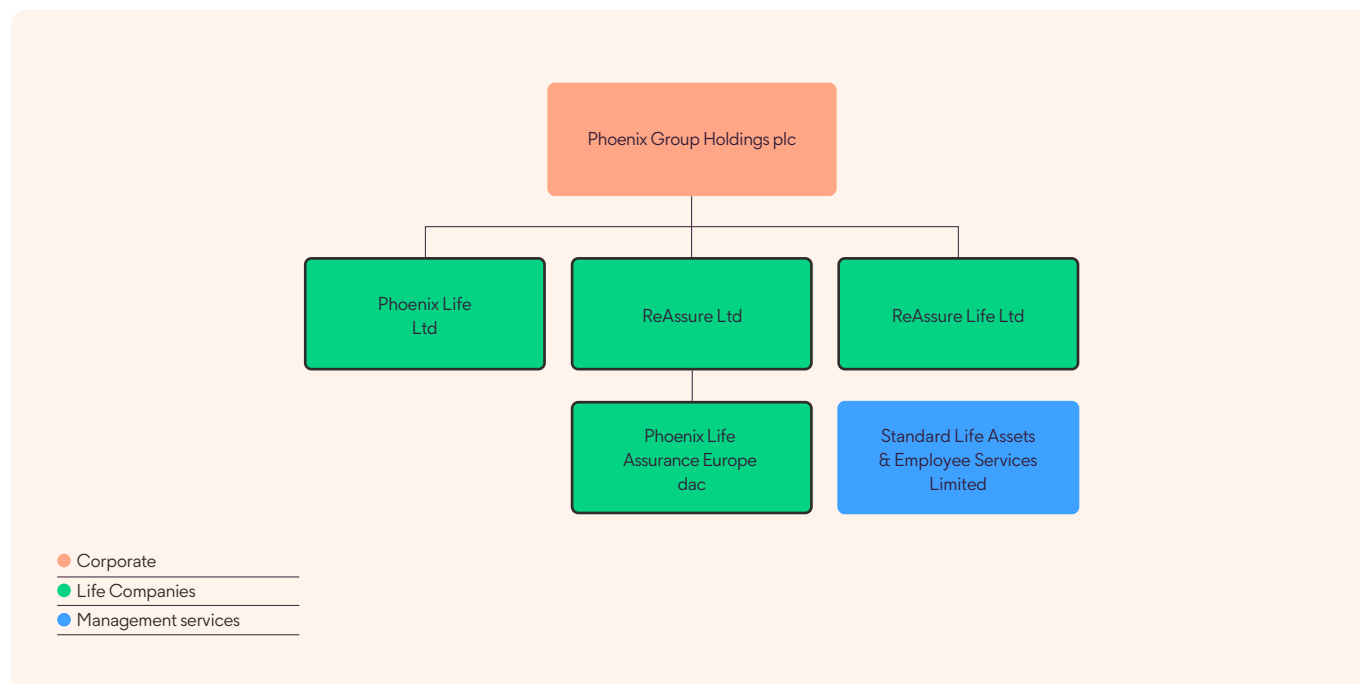 Phoenix Group Holdings plc
Phoenix Life
Ltd
ReAssure Ltd
ReAssure Life Ltd
Phoenix Life
Assurance Europe
dac
Standard Life Assets
& Employee Services
Limited
Corporate
Life Companies
Management services